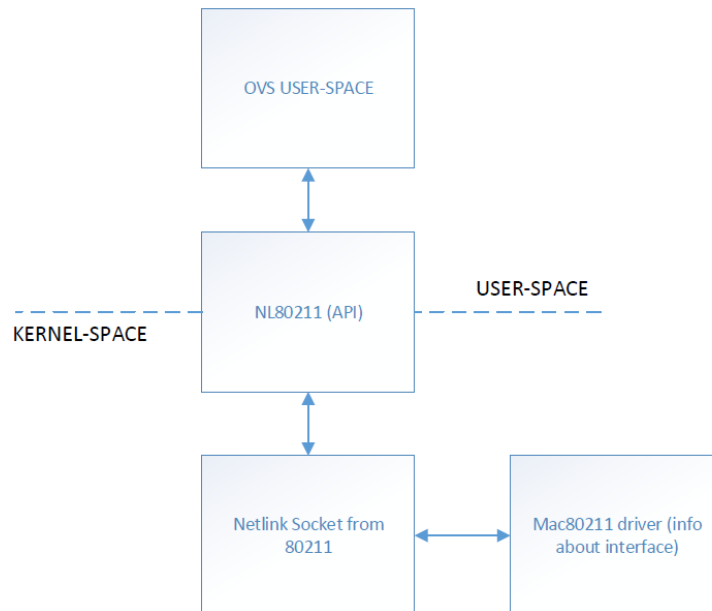 OVS USER-SPACE
USER-SPACE
NL80211 (API)
KERNEL-SPACE
Netlink Socket from
80211
Mac80211 driver (info
about interface)